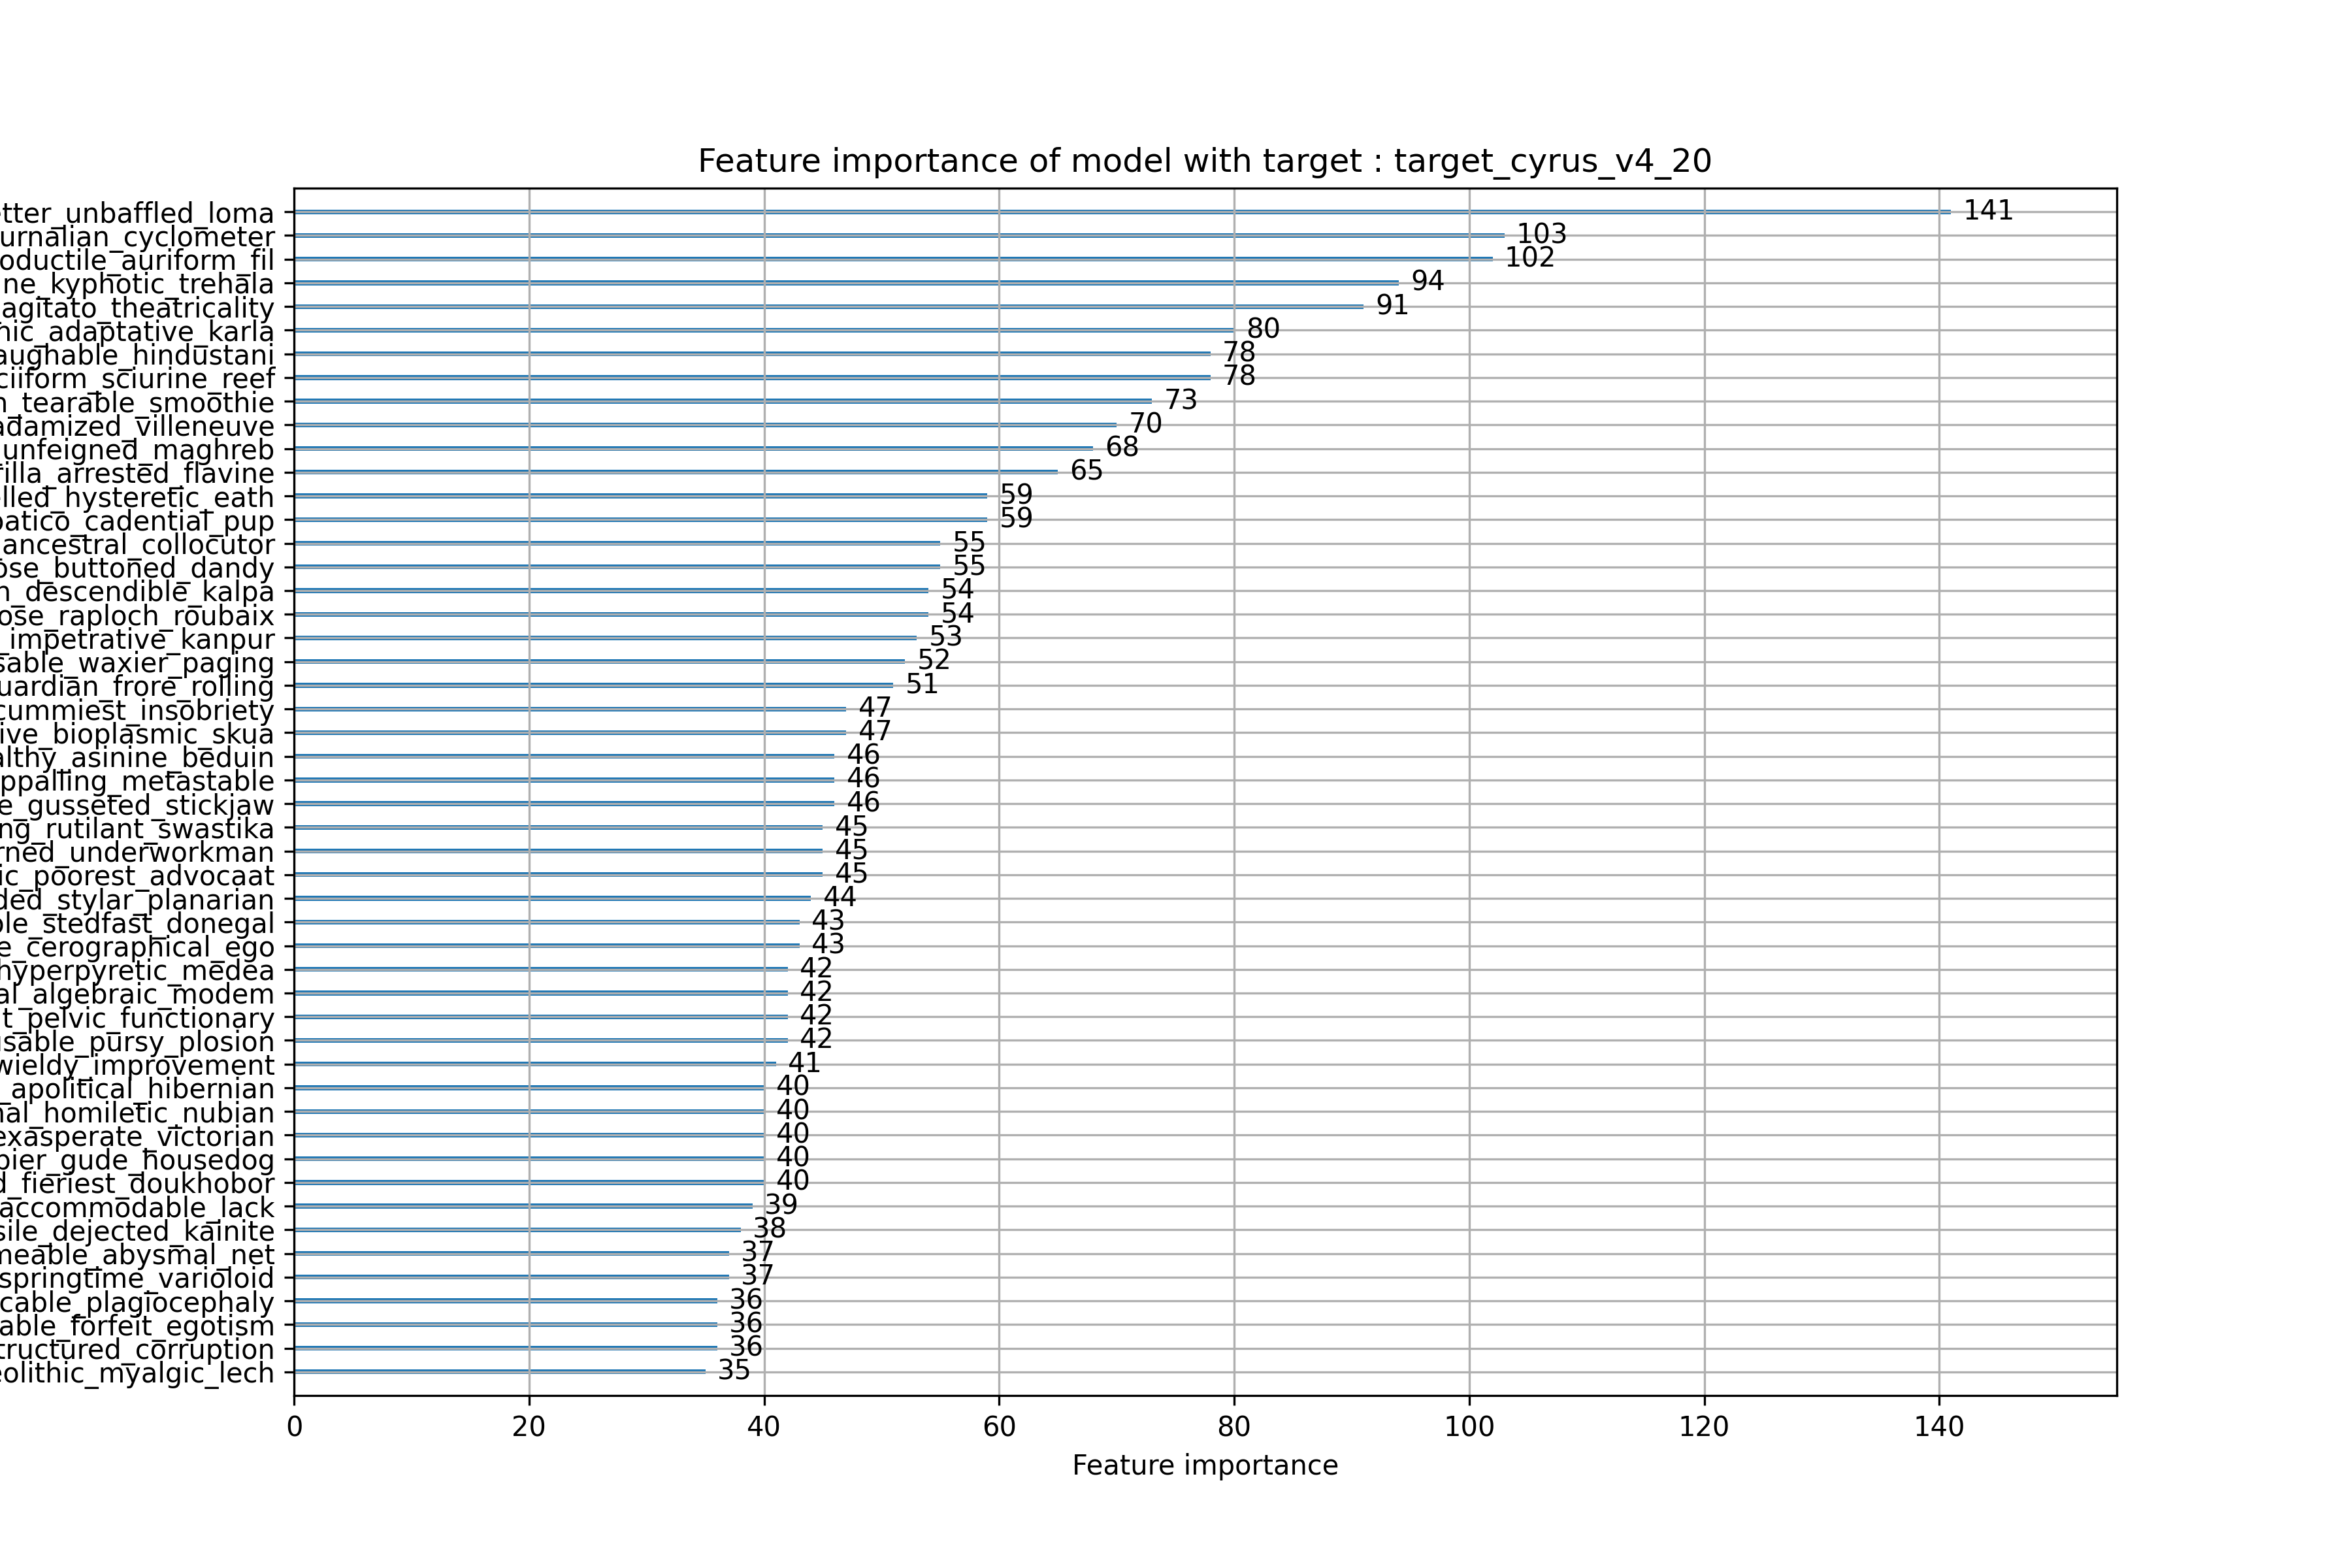 Feature importance of model with target : target_cyrus_v4_20
tter_unbaffled_loma 141
urnalian_cyclometer 103
oductile_auriform_fil 102
ne_kyphotic_trehala 94
agitato_theatricality 91
nic_adaptative_karla 80
aughable_hindustani 78
ciiform_sciurine_reef 78
n_tearable_smoothie 73
adamized_villeneuve 70
unfeigned_maghreb 68
illa_arrested_flavine 65
lled_hysteretic_eath 59
patico_cadential_pup 59
ancestral_collocutor 55
ose_buttoned_dandy 55
n_descendible_kalpa 54
ose_raploch_roubaix 54
_impetrative_kanpur 53
sable_waxier_paging 52
uardian_frore_rolling 51
cummiest_insobriety 47
ive_bioplasmic_skua 47
althy_asinine_beduin 46
ppalling_metastable 46
e_gusseted_stickjaw 46
ng_rutilant_swastika 45
rned_underworkman 45
ic_poorest_advocaat 45
ded_stylar_planarian 44
ble_stedfast_donegal 43
e_cerographical_ego 43
hyperpyretic_medea 42
al_algebraic_modem 42
t_pelvic_functionary 42
usable_pursy_plosion 42
wieldy_improvement 41
_apolitical_hibernian 40
nal_homiletic_nubian 40
exasperate_victorian 40
pier_gude_housedog 40
d_fieriest_doukhobor 40
accommodable_lack 39
sile_dejected_kainite 38
meable_abysmal_net 37
springtime_varioloid 37
cable_plagiocephaly 36
able_forfeit_egotism 36
tructured_corruption 36
eolithic_myalgic_lech 35
0 20 40 60 80 100 120 140
Feature importance